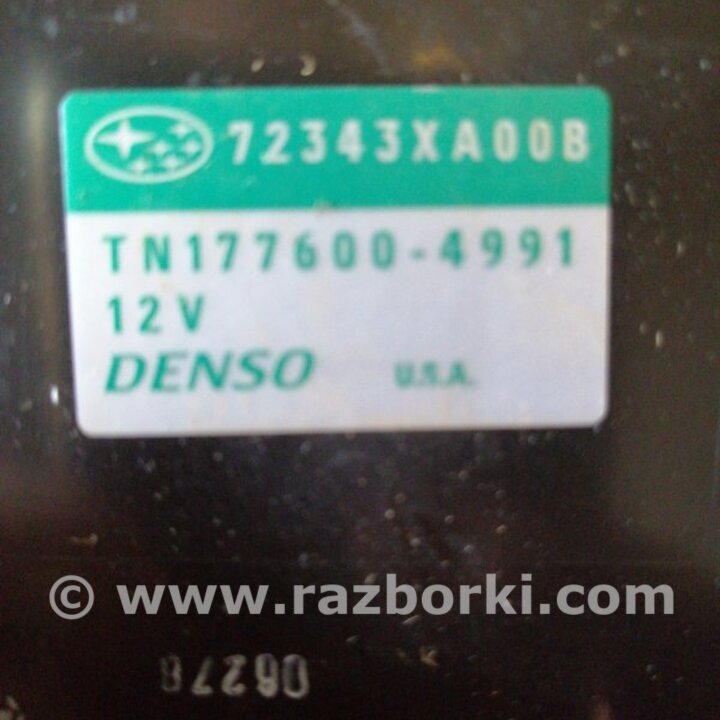 72343XA00B
TN177600-4991
12V
DENSO U.S.A.
© www.razborki.com
06278